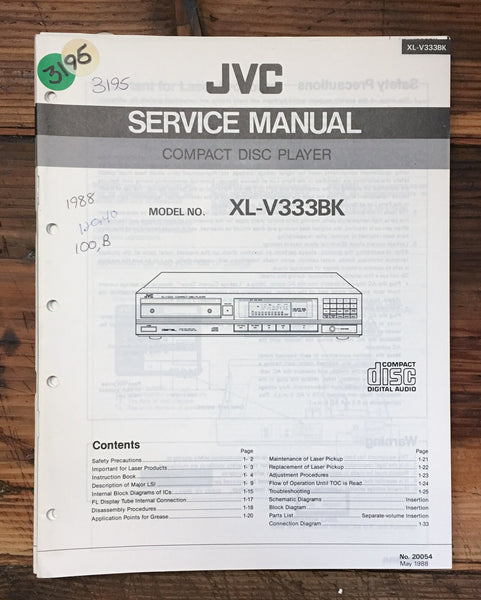 XL-V333BK
3195
3195
JVC
SERVICE MANUAL
COMPACT DISC PLAYER
1988
MODEL NO. XL-V333BK
100,B
JVC
COMPACT
disc
DIGITAL AUDIO
Contents
Page
Safety Precautions 1- 2
Important for Laser Products 1- 3
Instruction Book 1- 4
Description of Major LSI 1- 9
Internal Block Diagrams of ICs 1-15
FL Display Tube Internal Connection 1-17
Disassembly Procedures 1-18
Application Points for Grease 1-20
Page
Maintenance of Laser Pickup 1-21
Replacement of Laser Pickup 1-22
Adjustment Procedures 1-23
Flow of Operation Until TOC is Read 1-24
Troubleshooting 1-25
Schematic Diagrams Insertion
Block Diagram Insertion
Parts List Separate-volume Insertion
Connection Diagram 1-33
No. 20054
May 1988